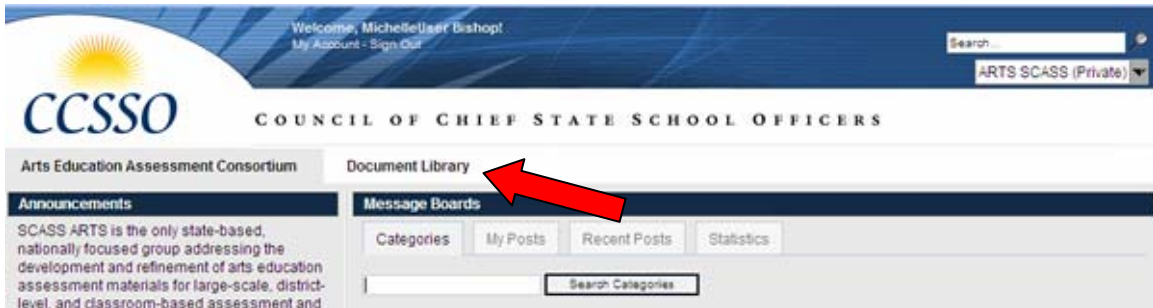 Welcome, MichelleUser Bishop!
My Account - Sign Out
Search...
ARTS SCASS (Private)
CCSSO
COUNCIL OF CHIEF STATE SCHOOL OFFICERS
Arts Education Assessment Consortium
Document Library
Announcements
SCASS ARTS is the only state-based,
nationally focused group addressing the
development and refinement of arts education
assessment materials for large-scale, district-
level, and classroom-based assessment and
Message Boards
Categories
My Posts
Recent Posts
Statistics
Search Categories